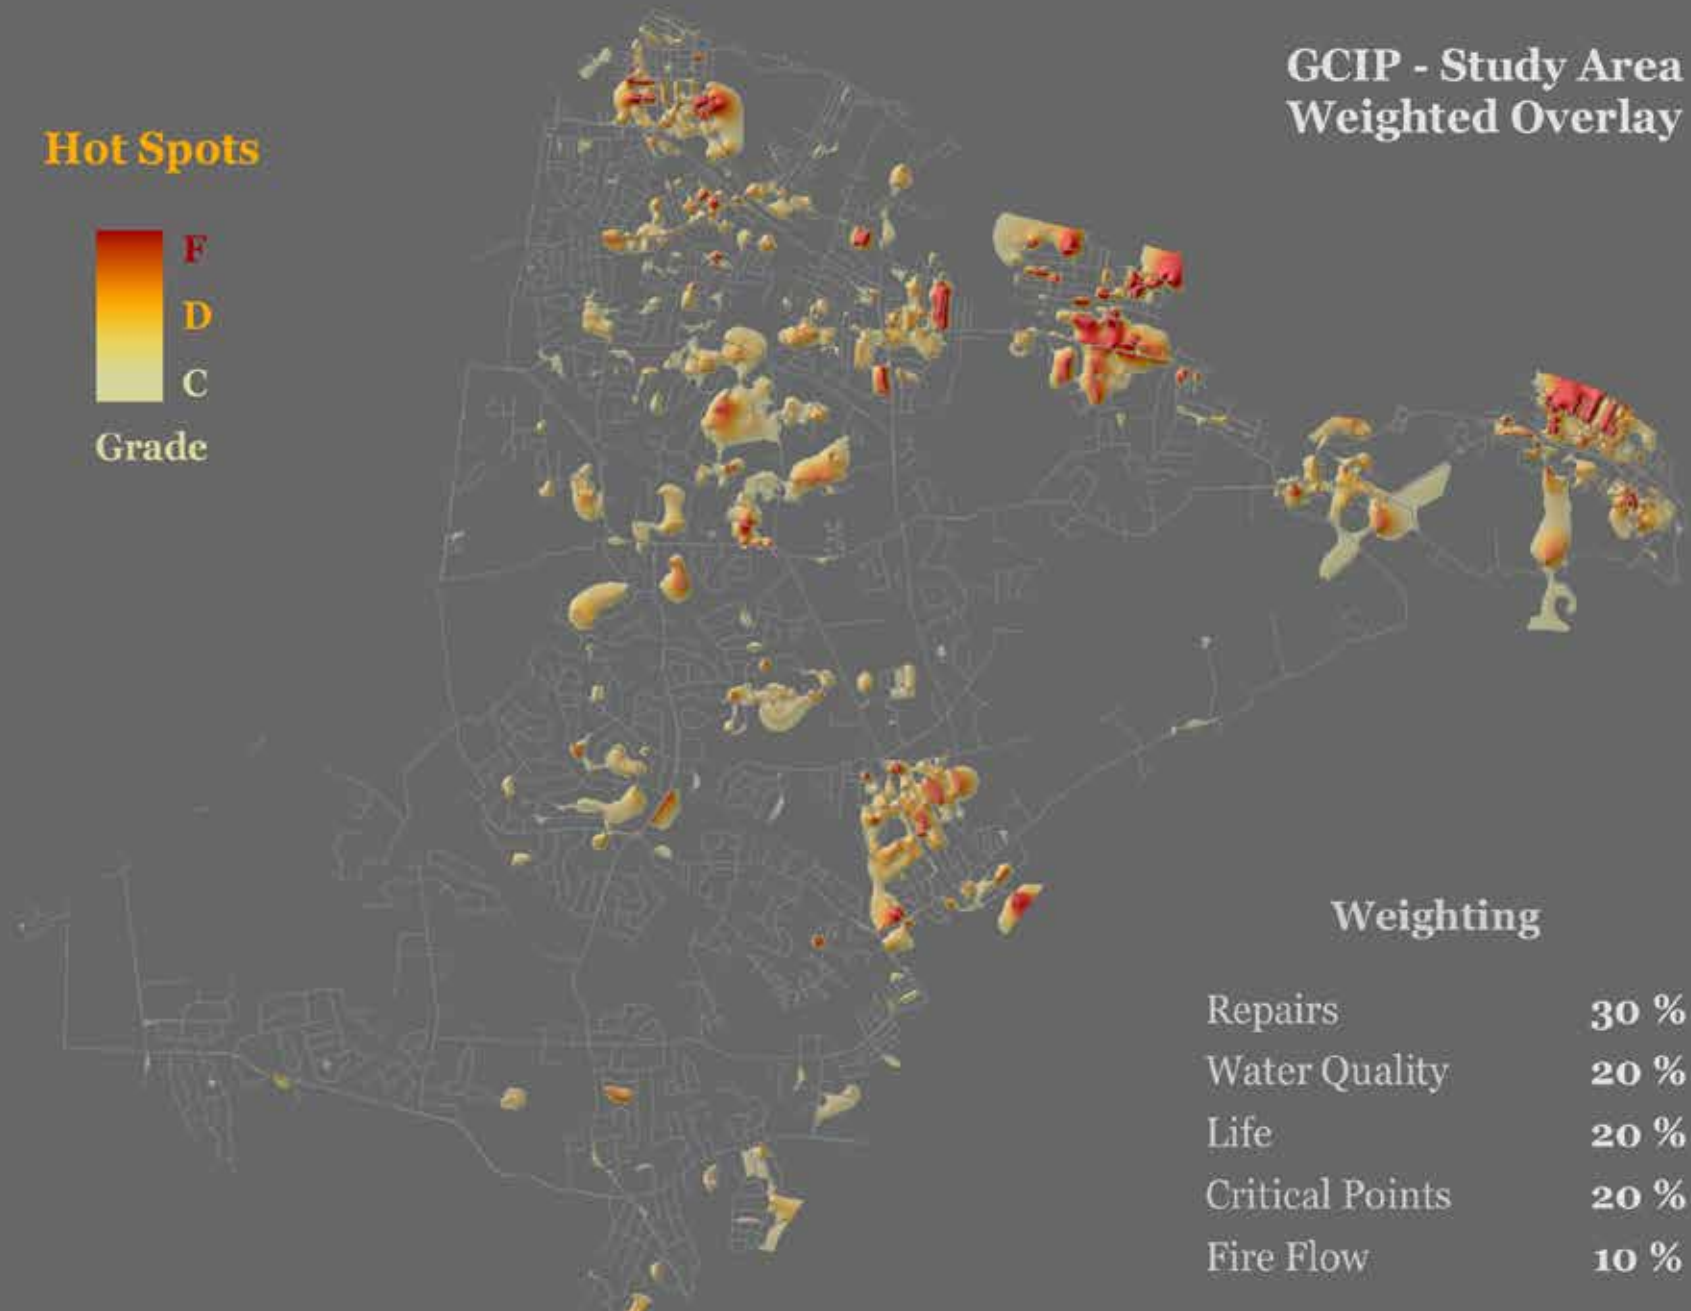 GCIP - Study Area
Weighted Overlay
Hot Spots
F
D
C
Grade
Weighting
Repairs 30 %
Water Quality 20 %
Life 20 %
Critical Points 20 %
Fire Flow 10 %